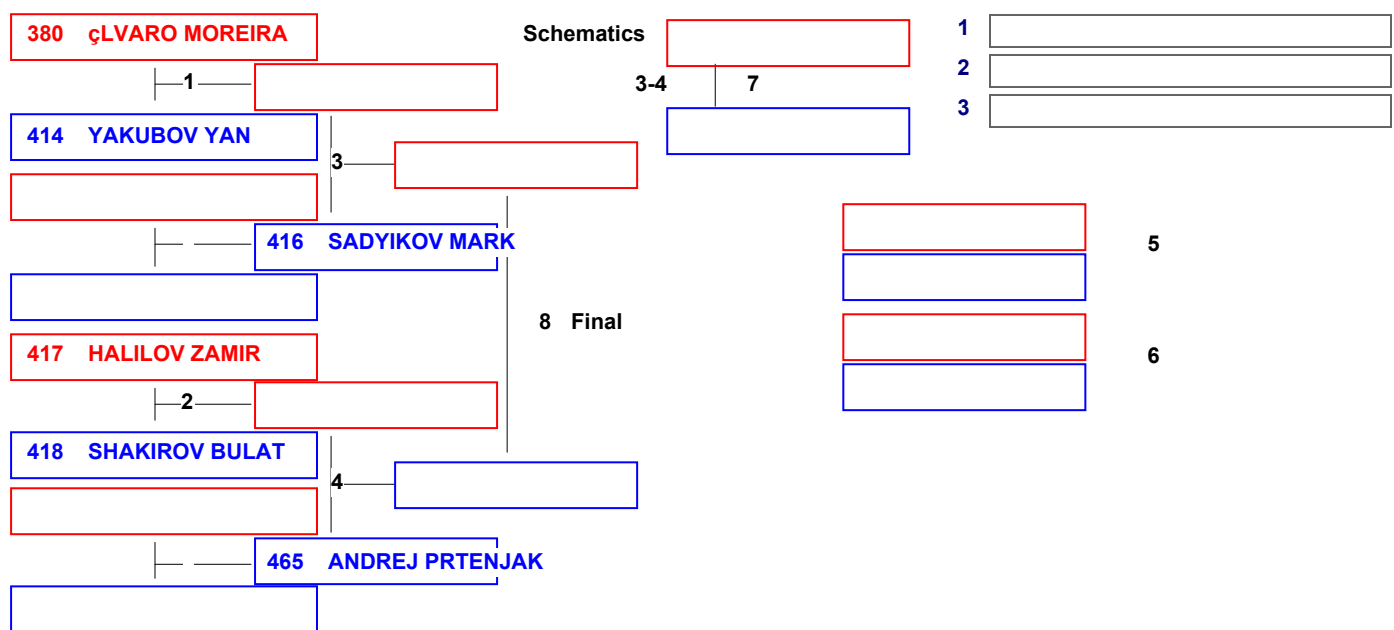 380 çLVARO MOREIRA
Schematics
1
1
2
3-4 7
3
414 YAKUBOV YAN
3
416 SADYIKOV MARK
5
8 Final
417 HALILOV ZAMIR
6
2
418 SHAKIROV BULAT
4
465 ANDREJ PRTENJAK